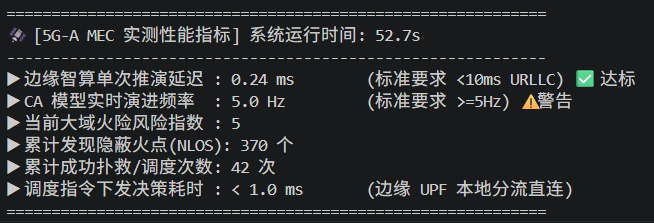 ============================================================
🛰️ [5G-A MEC 实测性能指标] 系统运行时间: 52.7s
------------------------------------------------------------
▶ 边缘智算单次推演延迟 : 0.24 ms (标准要求 <10ms URLLC) ✅ 达标
▶ CA 模型实时演进频率 : 5.0 Hz (标准要求 >=5Hz) ⚠️警告
▶ 当前大域火险风险指数 : 5
▶ 累计发现隐蔽火点(NLOS): 370 个
▶ 累计成功扑救/调度次数: 42 次
▶ 调度指令下发决策耗时 : < 1.0 ms (边缘 UPF 本地分流直连)
============================================================